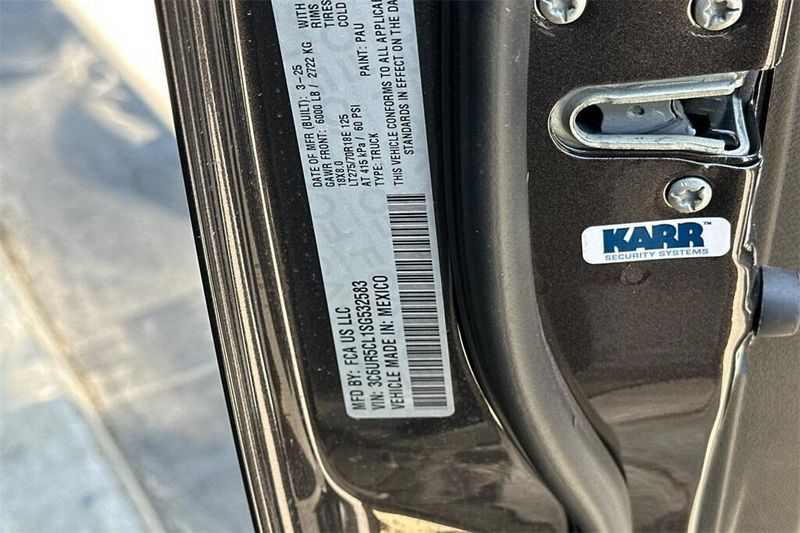 MFD BY: FCA US LLC
DATE OF MFR (BUILT): 3-25
GAWR FRONT: 6000 LB / 2722 KG
WITH
18X8.0
RIMS
LT275/70R18E 125
TIRES
AT 415 kPa / 60 PSI
COLD
TYPE: TRUCK
PAINT: PAU
VIN: 3C6UR5CL1SG532583
THIS VEHICLE CONFORMS TO ALL APPLICAB
STANDARDS IN EFFECT ON THE DA
VEHICLE MADE IN: MEXICO
KARR™
SECURITY SYSTEMS